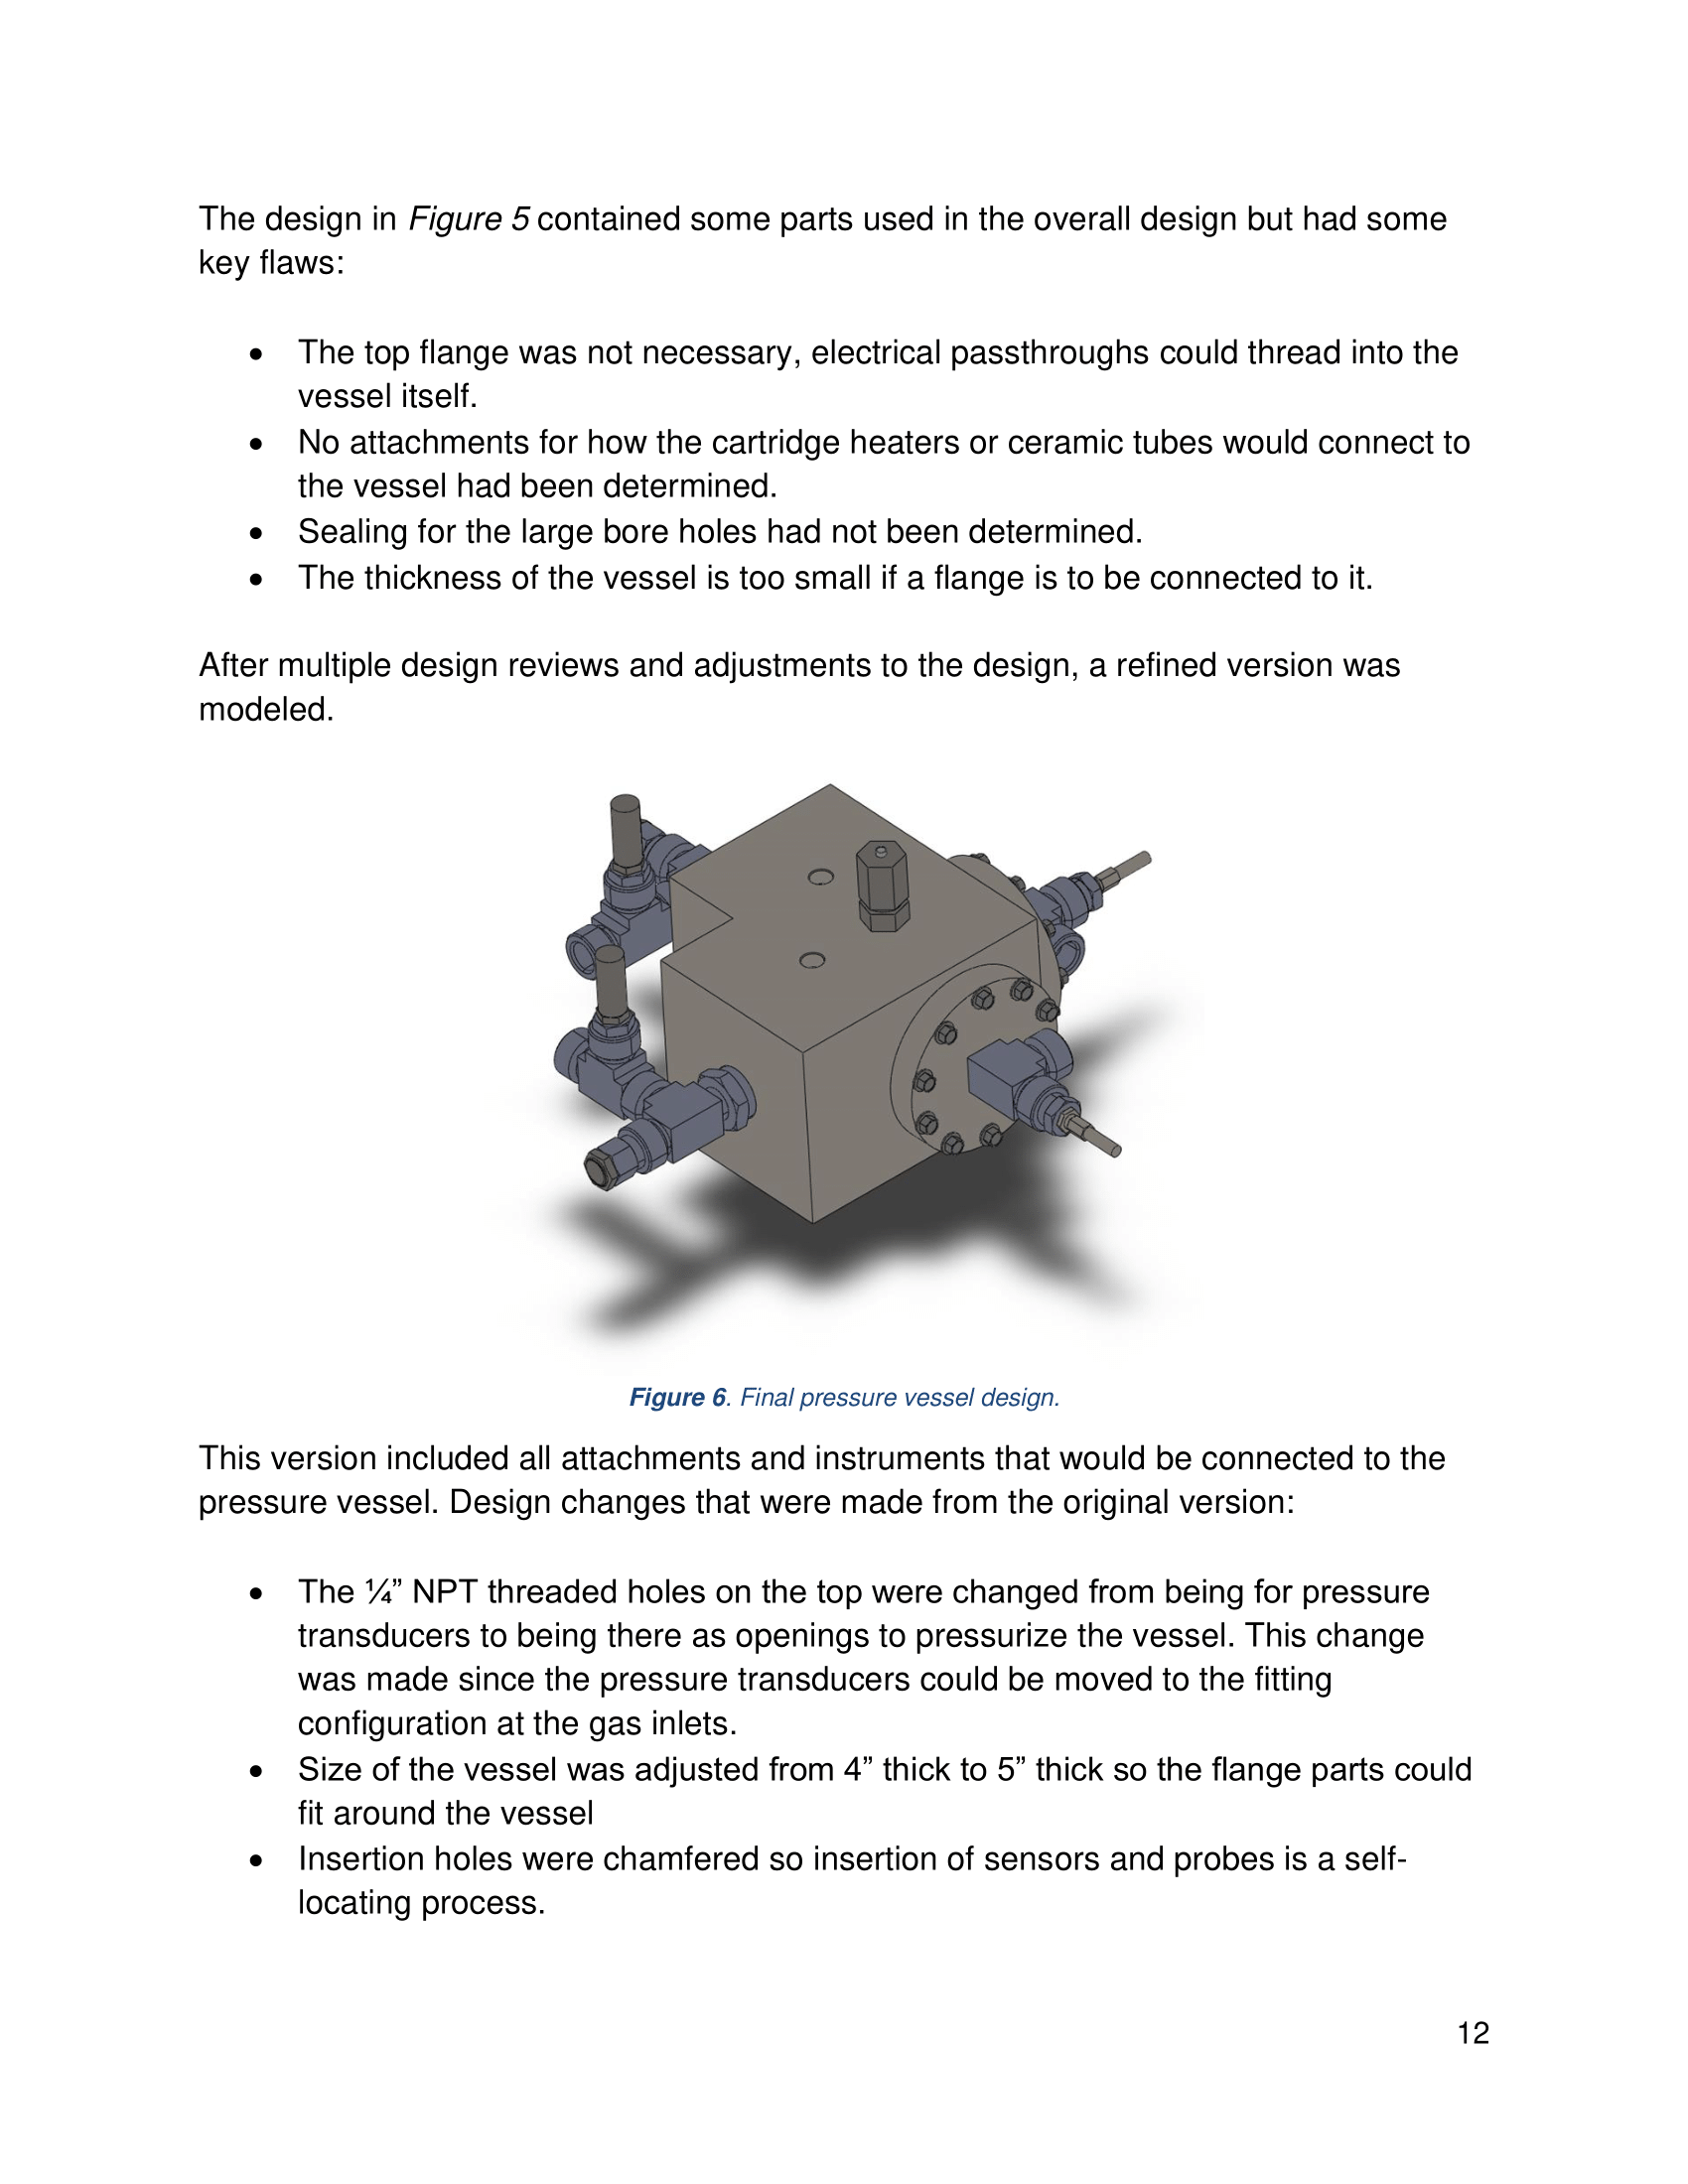 The design in Figure 5 contained some parts used in the overall design but had some
key flaws:
• The top flange was not necessary, electrical passthroughs could thread into the
vessel itself.
• No attachments for how the cartridge heaters or ceramic tubes would connect to
the vessel had been determined.
• Sealing for the large bore holes had not been determined.
• The thickness of the vessel is too small if a flange is to be connected to it.
After multiple design reviews and adjustments to the design, a refined version was
modeled.
Figure 6. Final pressure vessel design.
This version included all attachments and instruments that would be connected to the
pressure vessel. Design changes that were made from the original version:
• The ¼” NPT threaded holes on the top were changed from being for pressure
transducers to being there as openings to pressurize the vessel. This change
was made since the pressure transducers could be moved to the fitting
configuration at the gas inlets.
• Size of the vessel was adjusted from 4” thick to 5” thick so the flange parts could
fit around the vessel
• Insertion holes were chamfered so insertion of sensors and probes is a self-
locating process.
12